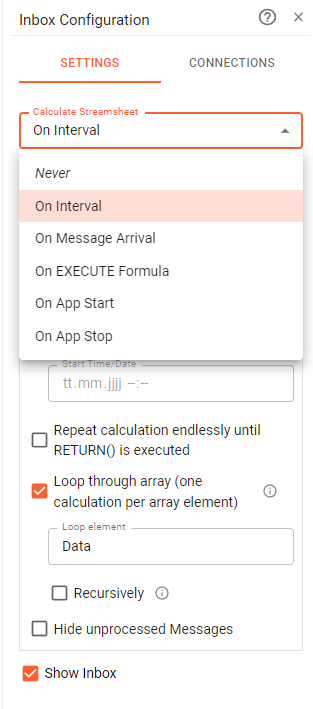 Inbox Configuration
SETTINGS
CONNECTIONS
Calculate Streamsheet
On Interval
Never
On Interval
On Message Arrival
On EXECUTE Formula
On App Start
On App Stop
Start Time/Date
tt.mm.jjjj --:--
Repeat calculation endlessly until
RETURN() is executed
Loop through array (one
calculation per array element)
Loop element
Data
Recursively
Hide unprocessed Messages
Show Inbox